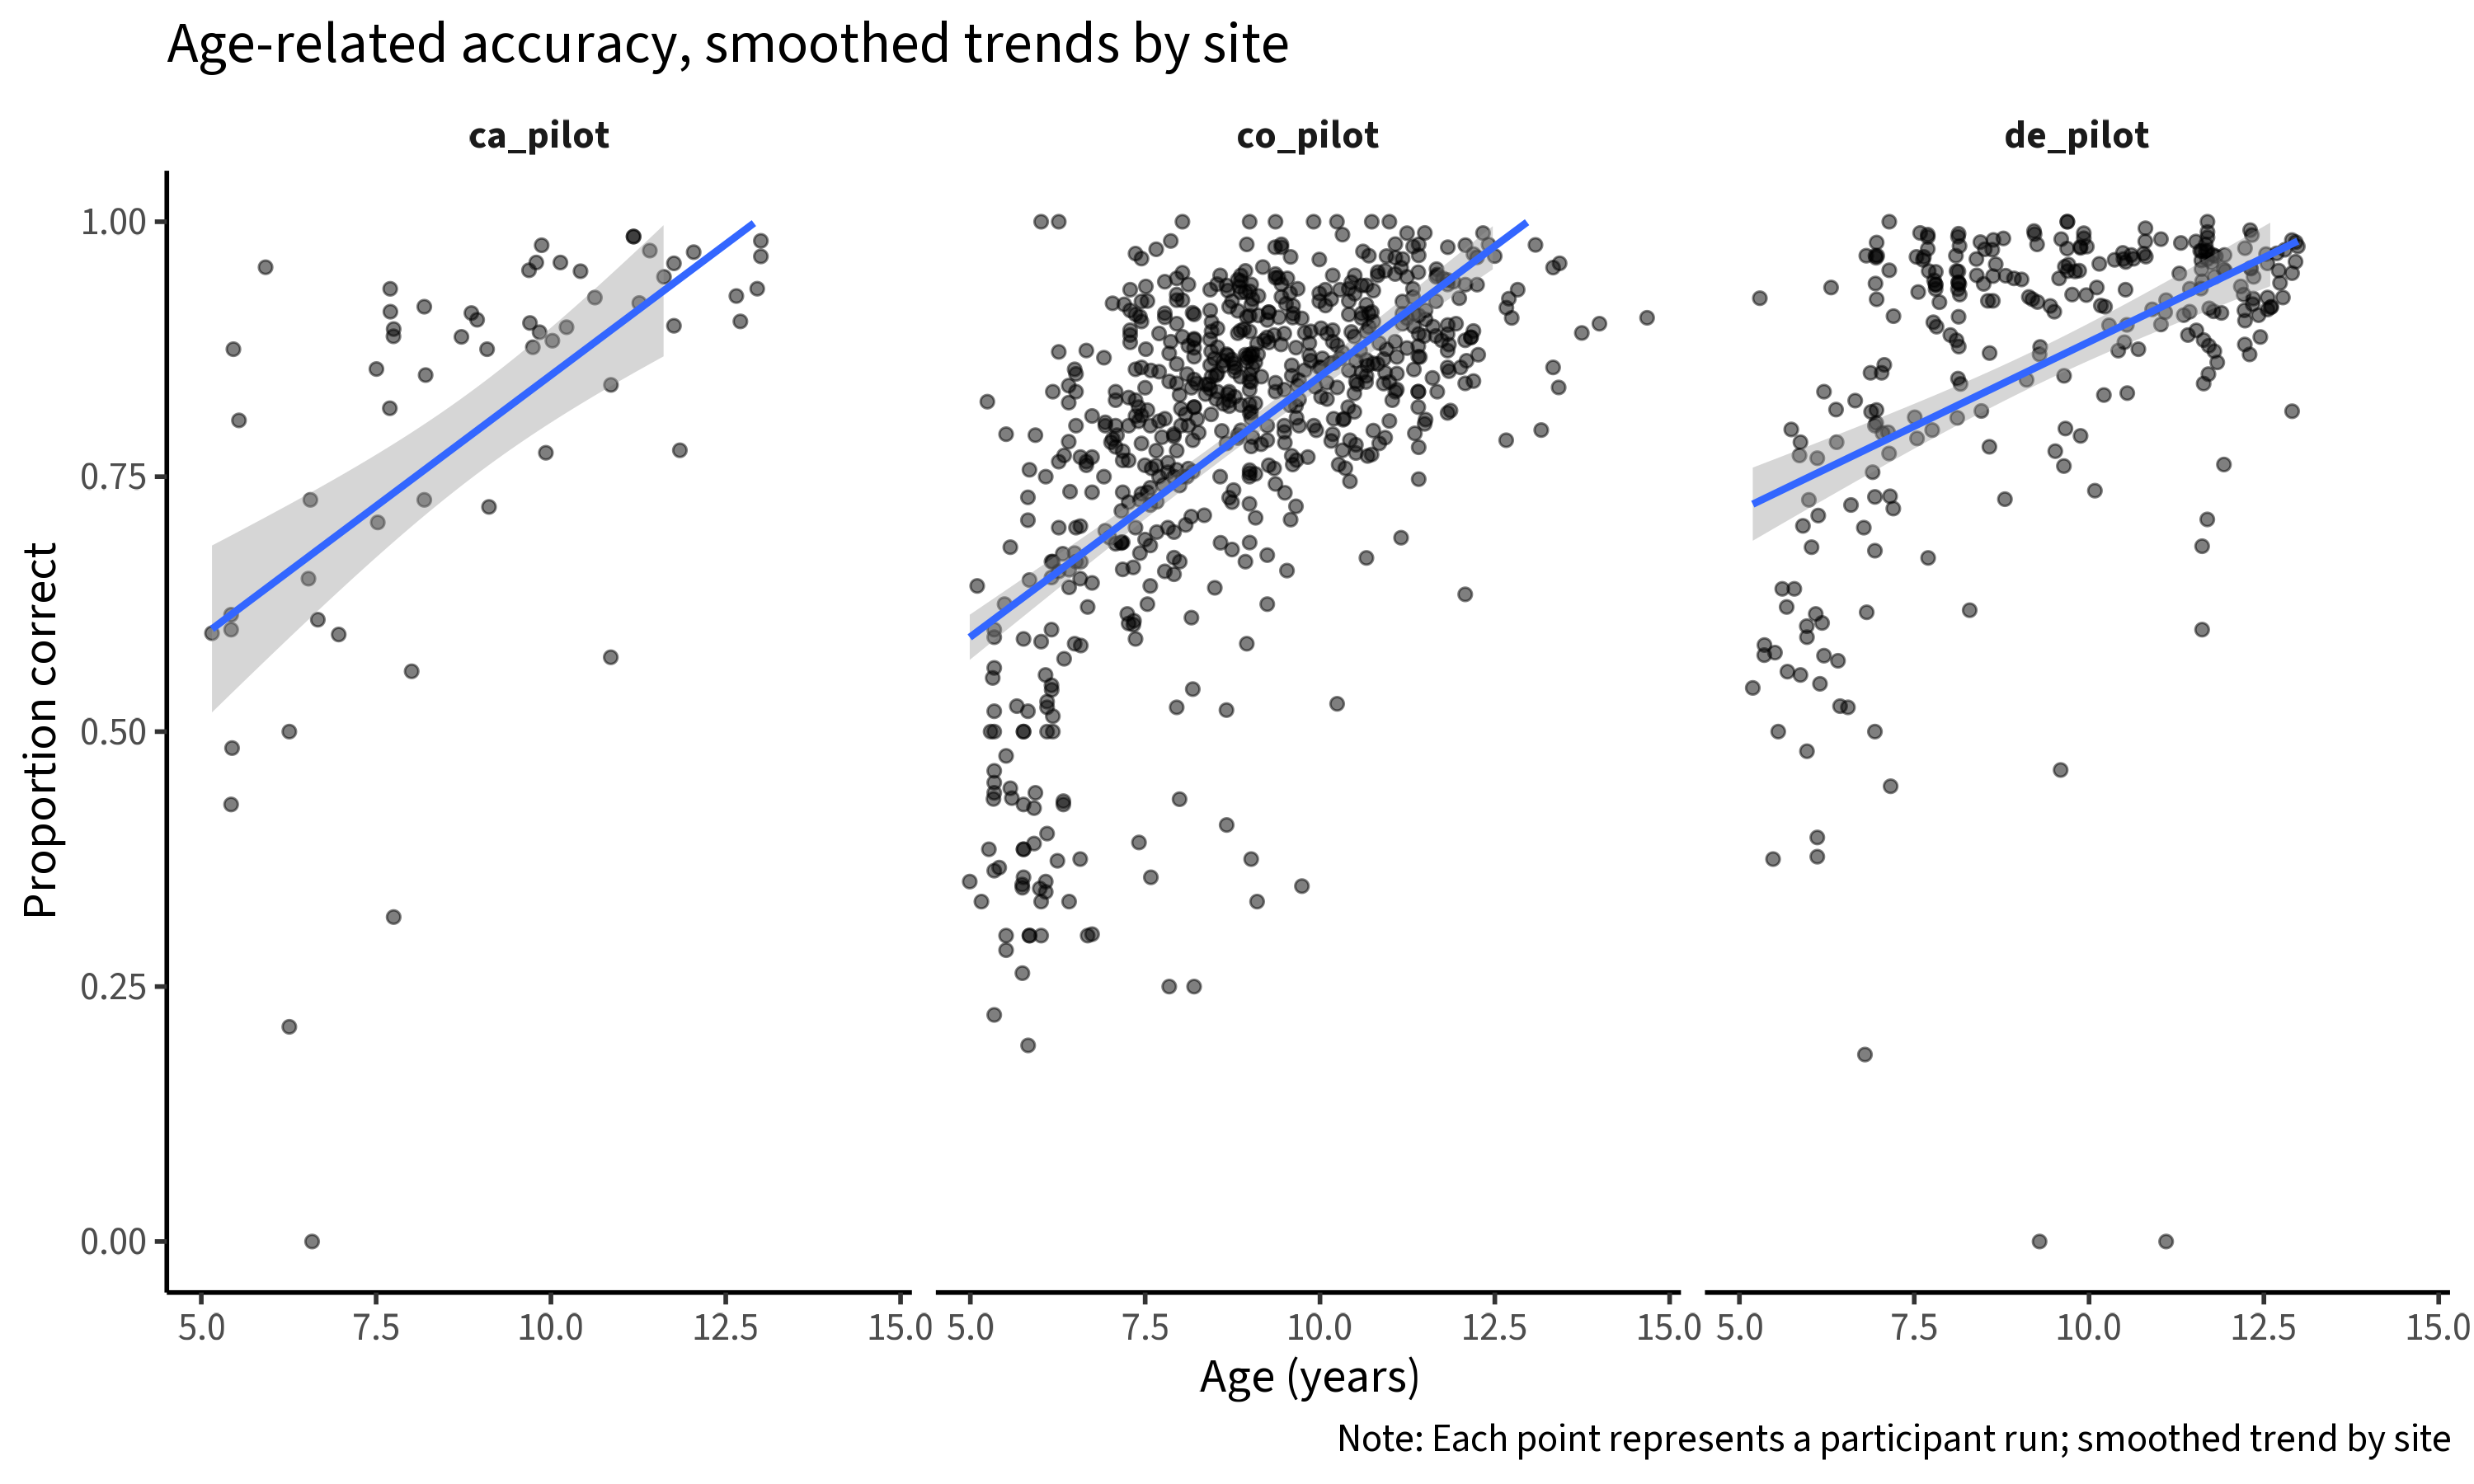 Age-related accuracy, smoothed trends by site
ca_pilot co_pilot de_pilot
1.00
0.75
0.50
0.25
0.00
Proportion correct
5.0 7.5 10.0 12.5 15.0 5.0 7.5 10.0 12.5 15.0 5.0 7.5 10.0 12.5 15.0
Age (years)
Note: Each point represents a participant run; smoothed trend by site